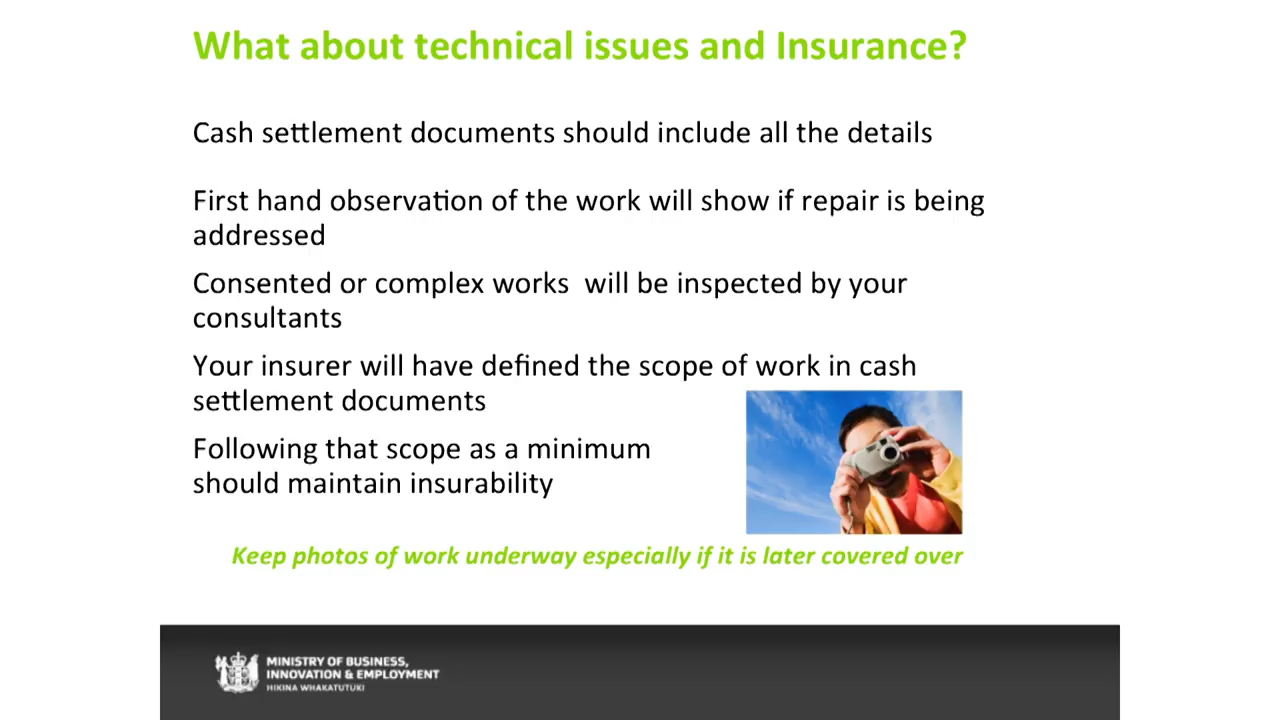 What about technical issues and Insurance?
Cash settlement documents should include all the details
First hand observation of the work will show if repair is being
addressed
Consented or complex works  will be inspected by your
consultants
Your insurer will have defined the scope of work in cash
settlement documents
Following that scope as a minimum
should maintain insurability
Keep photos of work underway especially if it is later covered over
MINISTRY OF BUSINESS,
INNOVATION & EMPLOYMENT
HIKINA WHAKATUTUKI